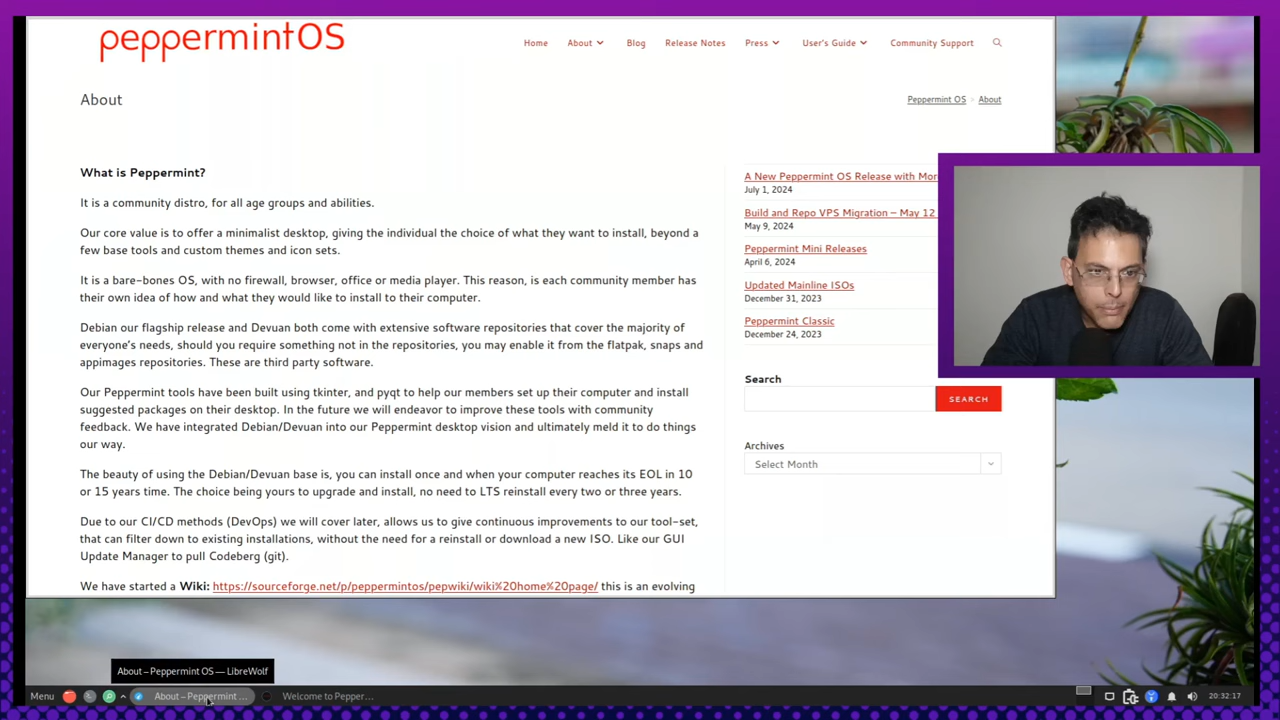 peppermintOS
Home About Blog Release Notes Press User's Guide Community Support
About
Peppermint OS > About
What is Peppermint?
It is a community distro, for all age groups and abilities.
Our core value is to offer a minimalist desktop, giving the individual the choice of what they want to install, beyond a
few base tools and custom themes and icon sets.
It is a bare-bones OS, with no firewall, browser, office or media player. This reason, is each community member has
their own idea of how and what they would like to install to their computer.
Debian our flagship release and Devuan both come with extensive software repositories that cover the majority of
everyone's needs, should you require something not in the repositories, you may enable it from the flatpak, snaps and
appimages repositories. These are third party software.
Our Peppermint tools have been built using tkinter, and pyqt to help our members set up their computer and install
suggested packages on their desktop. In the future we will endeavor to improve these tools with community
feedback. We have integrated Debian/Devuan into our Peppermint desktop vision and ultimately meld it to do things
our way.
The beauty of using the Debian/Devuan base is, you can install once and when your computer reaches its EOL in 10
or 15 years time. The choice being yours to upgrade and install, no need to LTS reinstall every two or three years.
Due to our CI/CD methods (DevOps) we will cover later, allows us to give continuous improvements to our tool-set,
that can filter down to existing installations, without the need for a reinstall or download a new ISO. Like our GUI
Update Manager to pull Codeberg (git).
We have started a Wiki: https://sourceforge.net/p/peppermintos/pepwiki/wiki%20home%20page/ this is an evolving
A New Peppermint OS Release with Mor
July 1, 2024
Build and Repo VPS Migration – May 12
May 9, 2024
Peppermint Mini Releases
April 6, 2024
Updated Mainline ISOs
December 31, 2023
Peppermint Classic
December 24, 2023
Search
SEARCH
Archives
Select Month
About – Peppermint OS — LibreWolf
Menu About – Peppermint ... Welcome to Pepper... 20:32:17